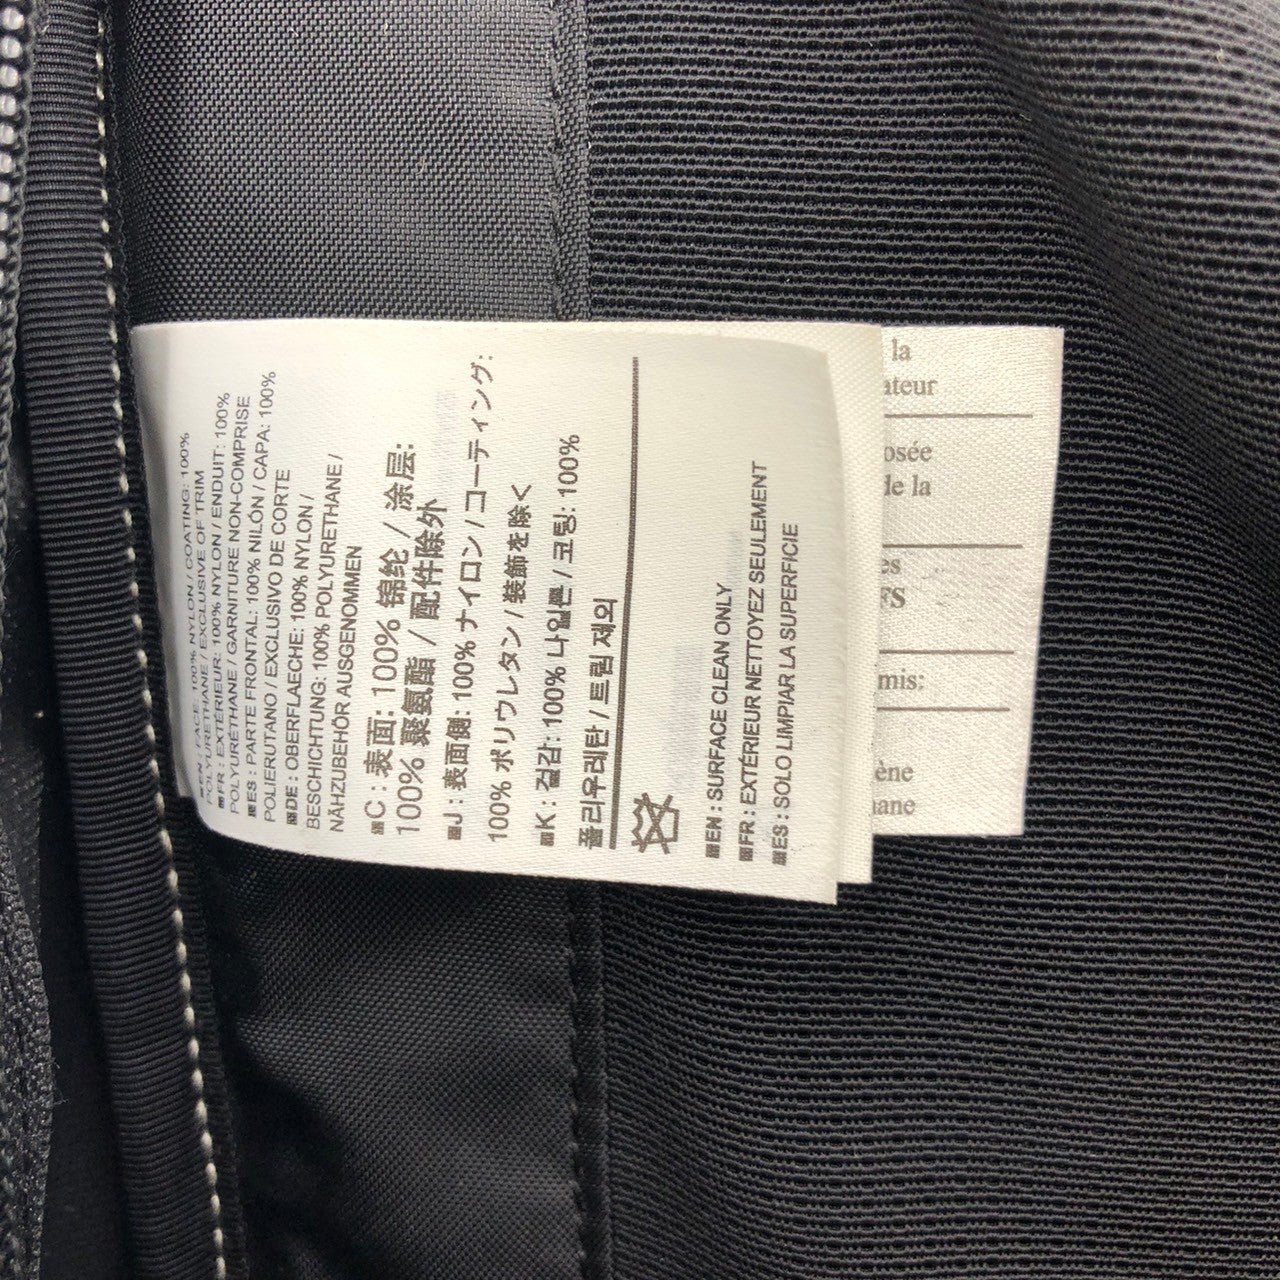 EN : FACE: 100% NYLON / COATING: 100%
POLYURETHANE / EXCLUSIVE OF TRIM
FR : EXTÉRIEUR: 100% NYLON / ENDUIT: 100%
POLYURÉTHANE / GARNITURE NON-COMPRISE
ES : PARTE FRONTAL: 100% NILÓN / CAPA: 100%
POLIERUTANO / EXCLUSIVO DE CORTE
DE : OBERFLAECHE: 100% NYLON /
BESCHICHTUNG: 100% POLYURETHANE /
NÄHZUBEHÖR AUSGENOMMEN
C : 表面: 100% 锦纶 / 涂层:
100% 聚氨酯 / 配件除外
J : 表面側: 100% ナイロン / コーティング:
100% ポリウレタン / 装飾を除く
K : 겉감: 100% 나일론 / 코팅: 100%
폴리우레탄 / 트림 제외
EN : SURFACE CLEAN ONLY
FR : EXTÉRIEUR NETTOYEZ SEULEMENT
ES : SOLO LIMPIAR LA SUPERFICIE
la
ateur
osée
de la
es
FS
mis:
ène
hane